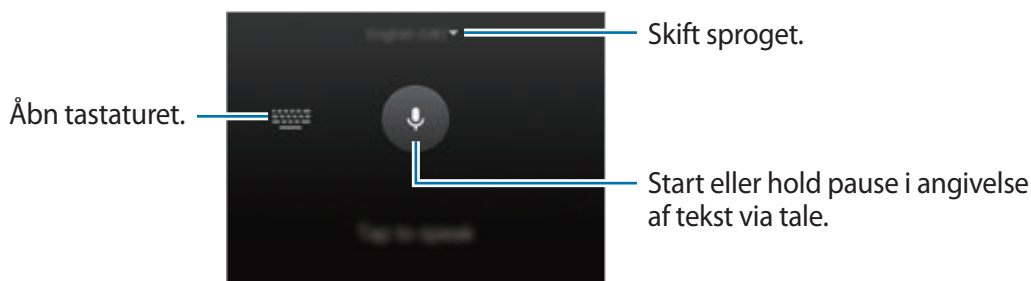 Skift sproget.
Åbn tastaturet.
Start eller hold pause i angivelse
af tekst via tale.